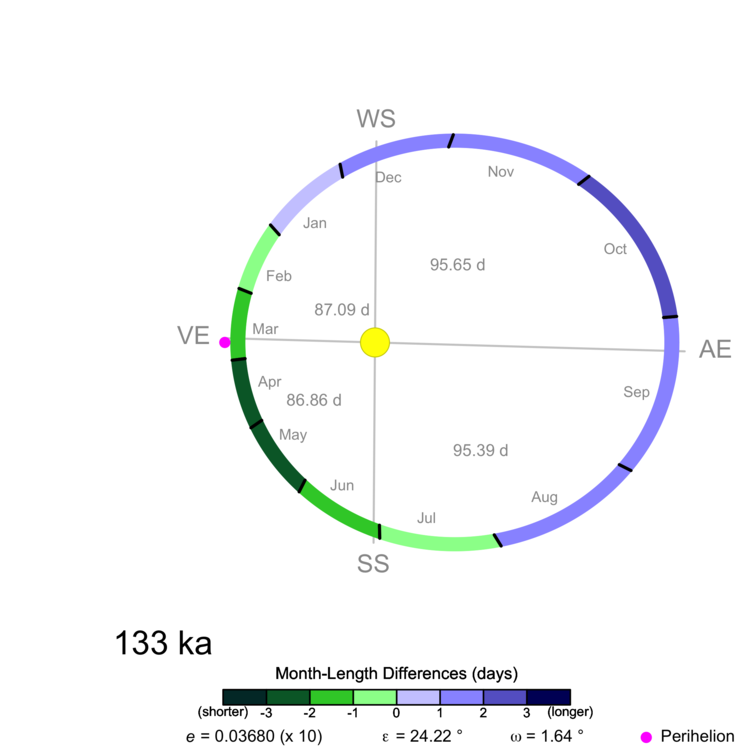 WS
Dec
Nov
Jan
Oct
95.65 d
Feb
87.09 d
Mar
VE
AE
Apr
Sep
86.86 d
May
95.39 d
Jun
Aug
Jul
SS
133 ka
Month-Length Differences (days)
(shorter) -3 -2 -1 0 1 2 3 (longer)
e = 0.03680 (x 10) ε = 24.22 ° ω = 1.64 ° Perihelion